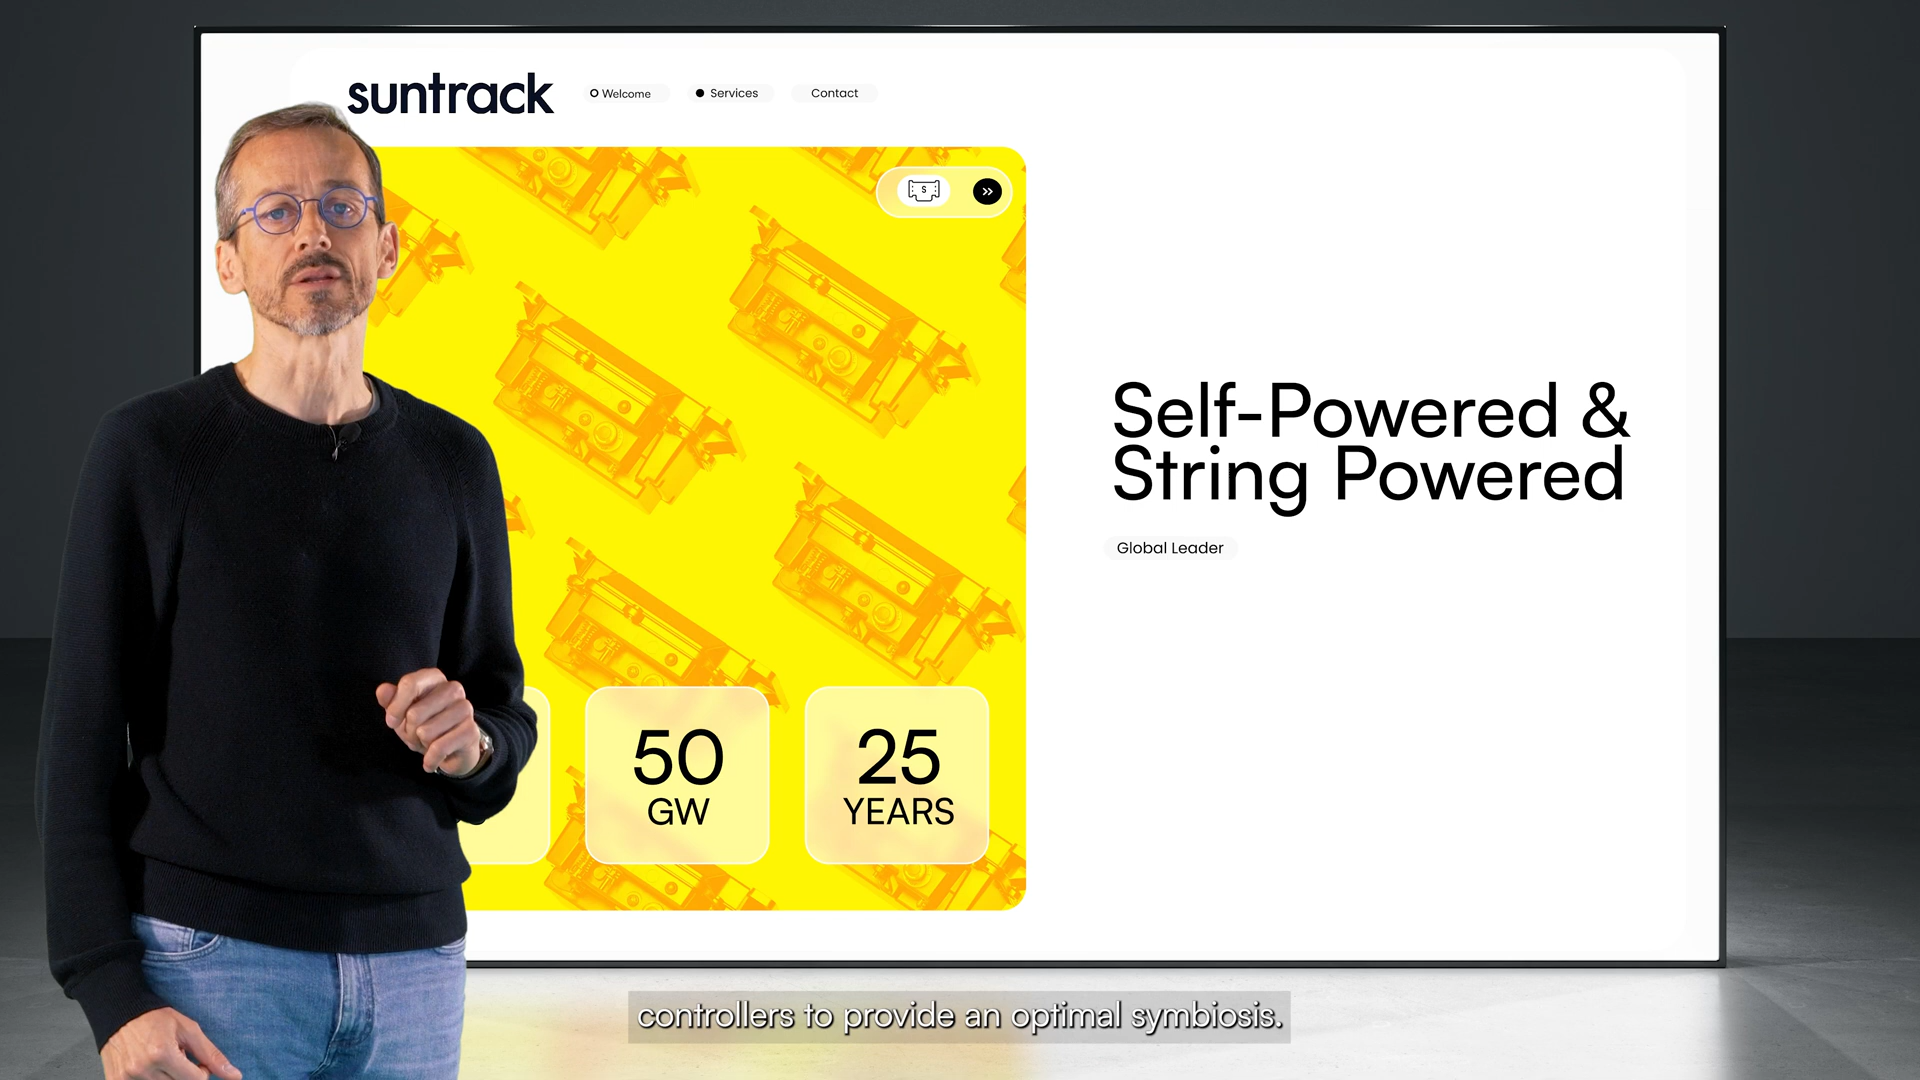 suntrack
Welcome
Services
Contact
S
Self-Powered &
String Powered
Global Leader
50
GW
25
YEARS
controllers to provide an optimal symbiosis.